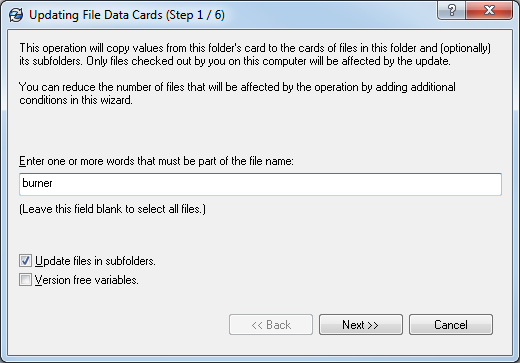 Updating File Data Cards (Step 1 / 6)
This operation will copy values from this folder's card to the cards of files in this folder and (optionally)
its subfolders. Only files checked out by you on this computer will be affected by the update.
You can reduce the number of files that will be affected by the operation by adding additional
conditions in this wizard.
Enter one or more words that must be part of the file name:
burner
(Leave this field blank to select all files.)
Update files in subfolders.
Version free variables.
<< Back Next >> Cancel